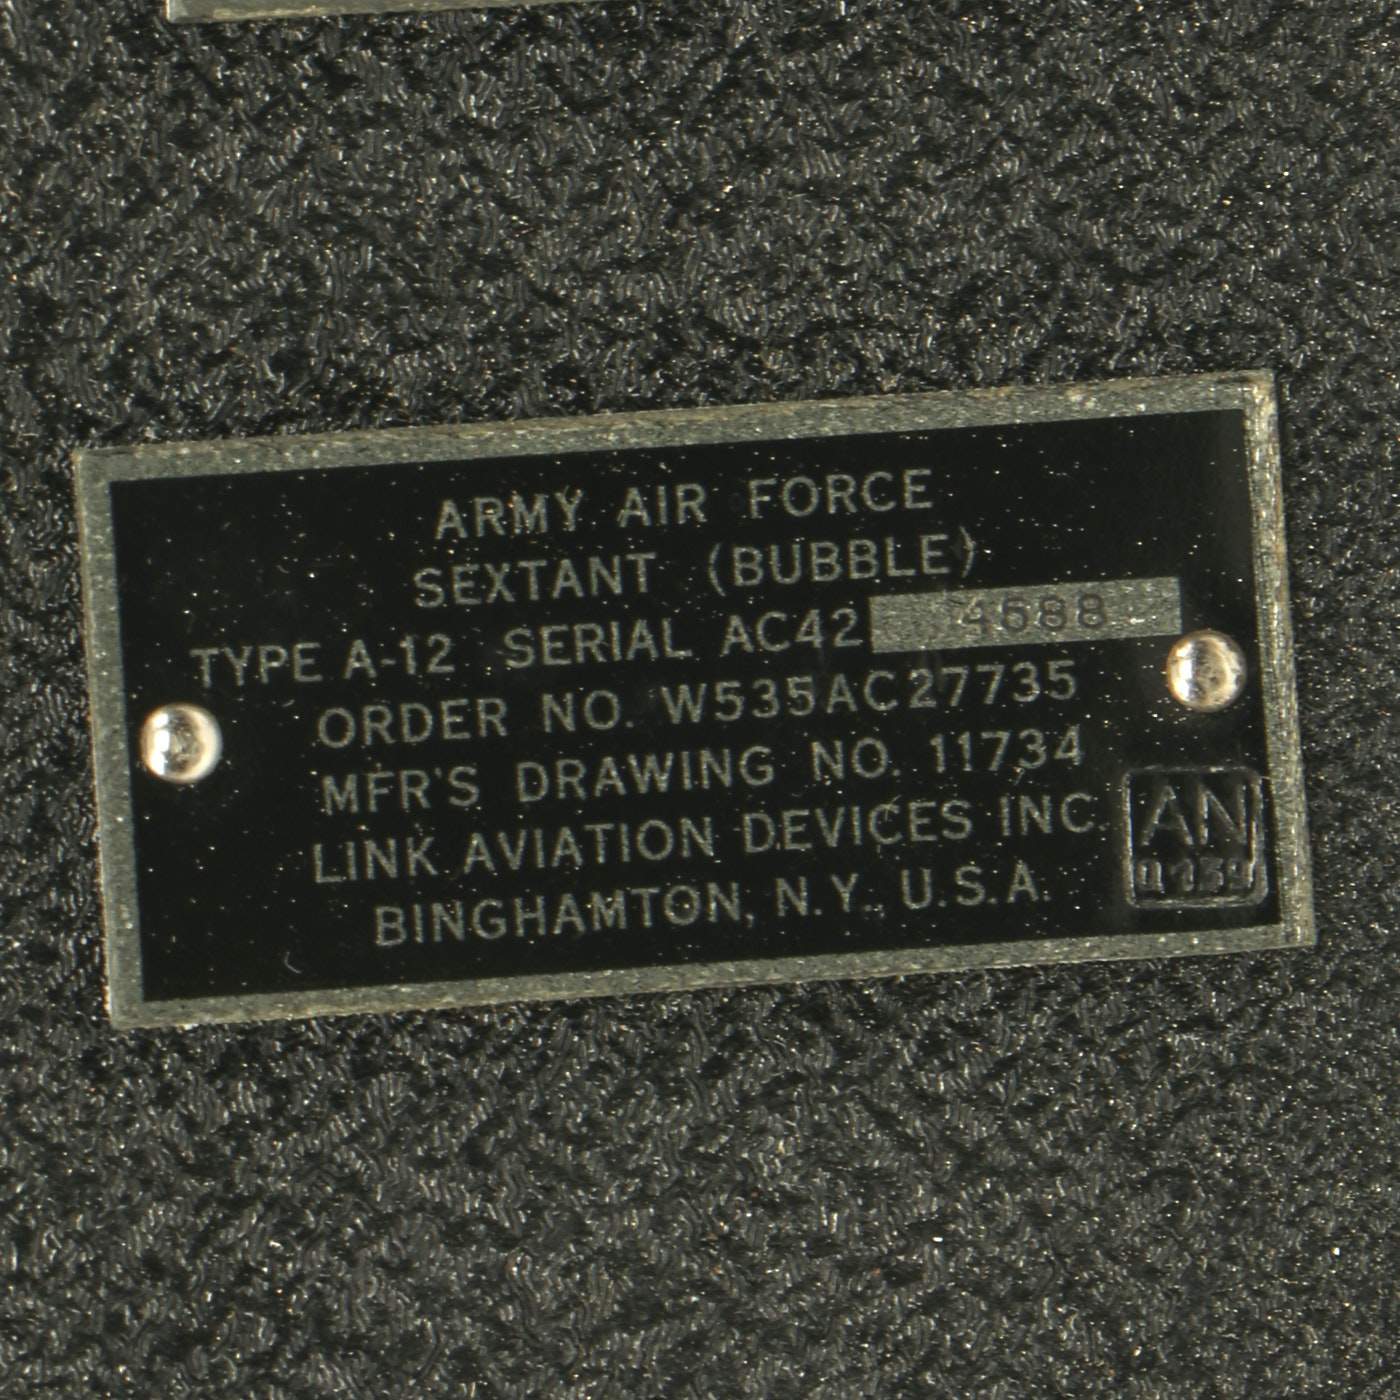 ARMY AIR FORCE
SEXTANT (BUBBLE)
TYPE A-12 SERIAL AC42 4588
ORDER NO. W535AC27735
MFR'S DRAWING NO. 11734
LINK AVIATION DEVICES INC.
BINGHAMTON, N.Y., U.S.A.
AN